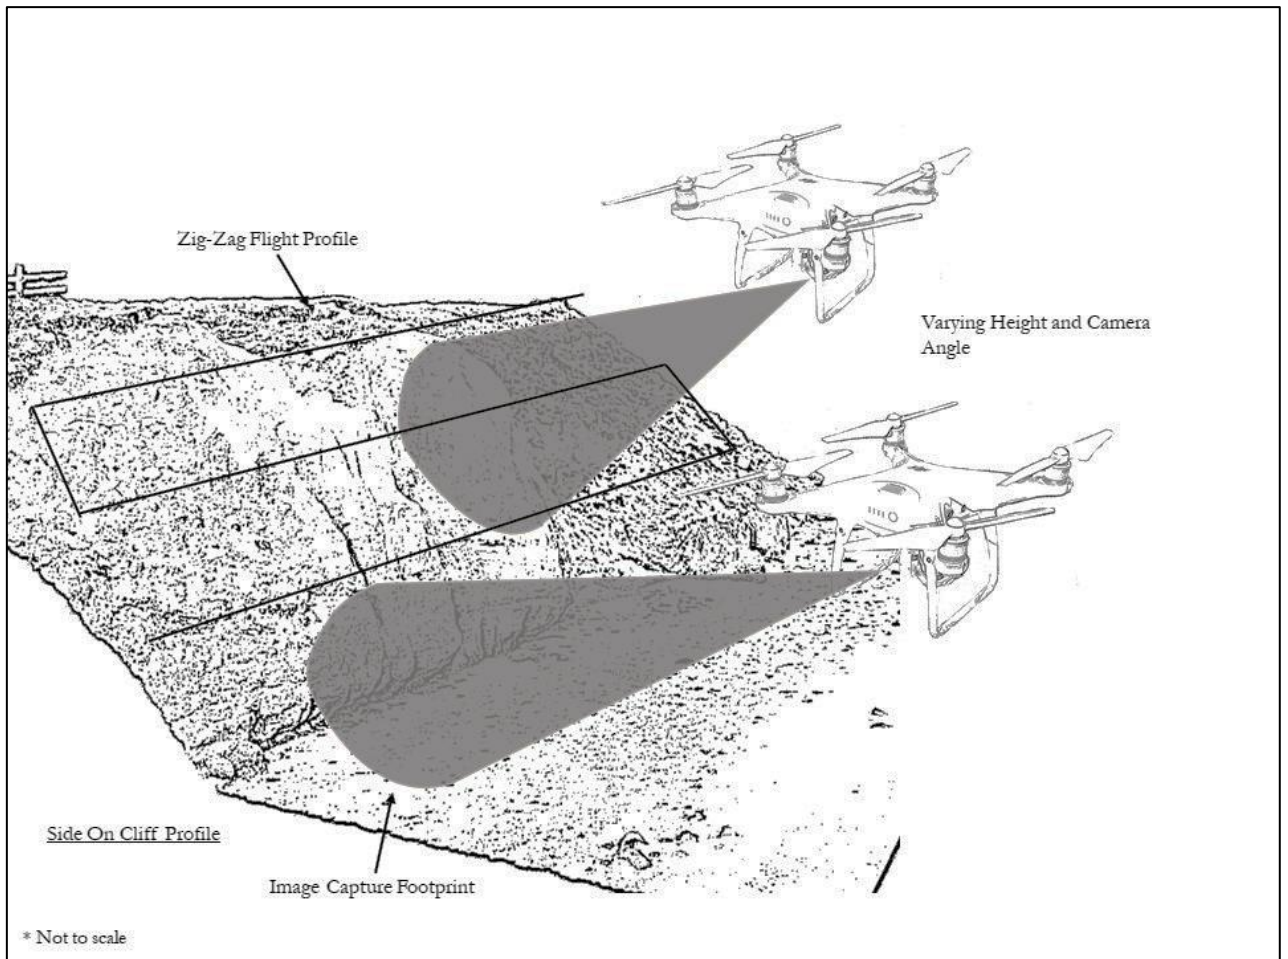 Zig-Zag Flight Profile
Varying Height and Camera
Angle
Side On Cliff Profile
Image Capture Footprint
* Not to scale